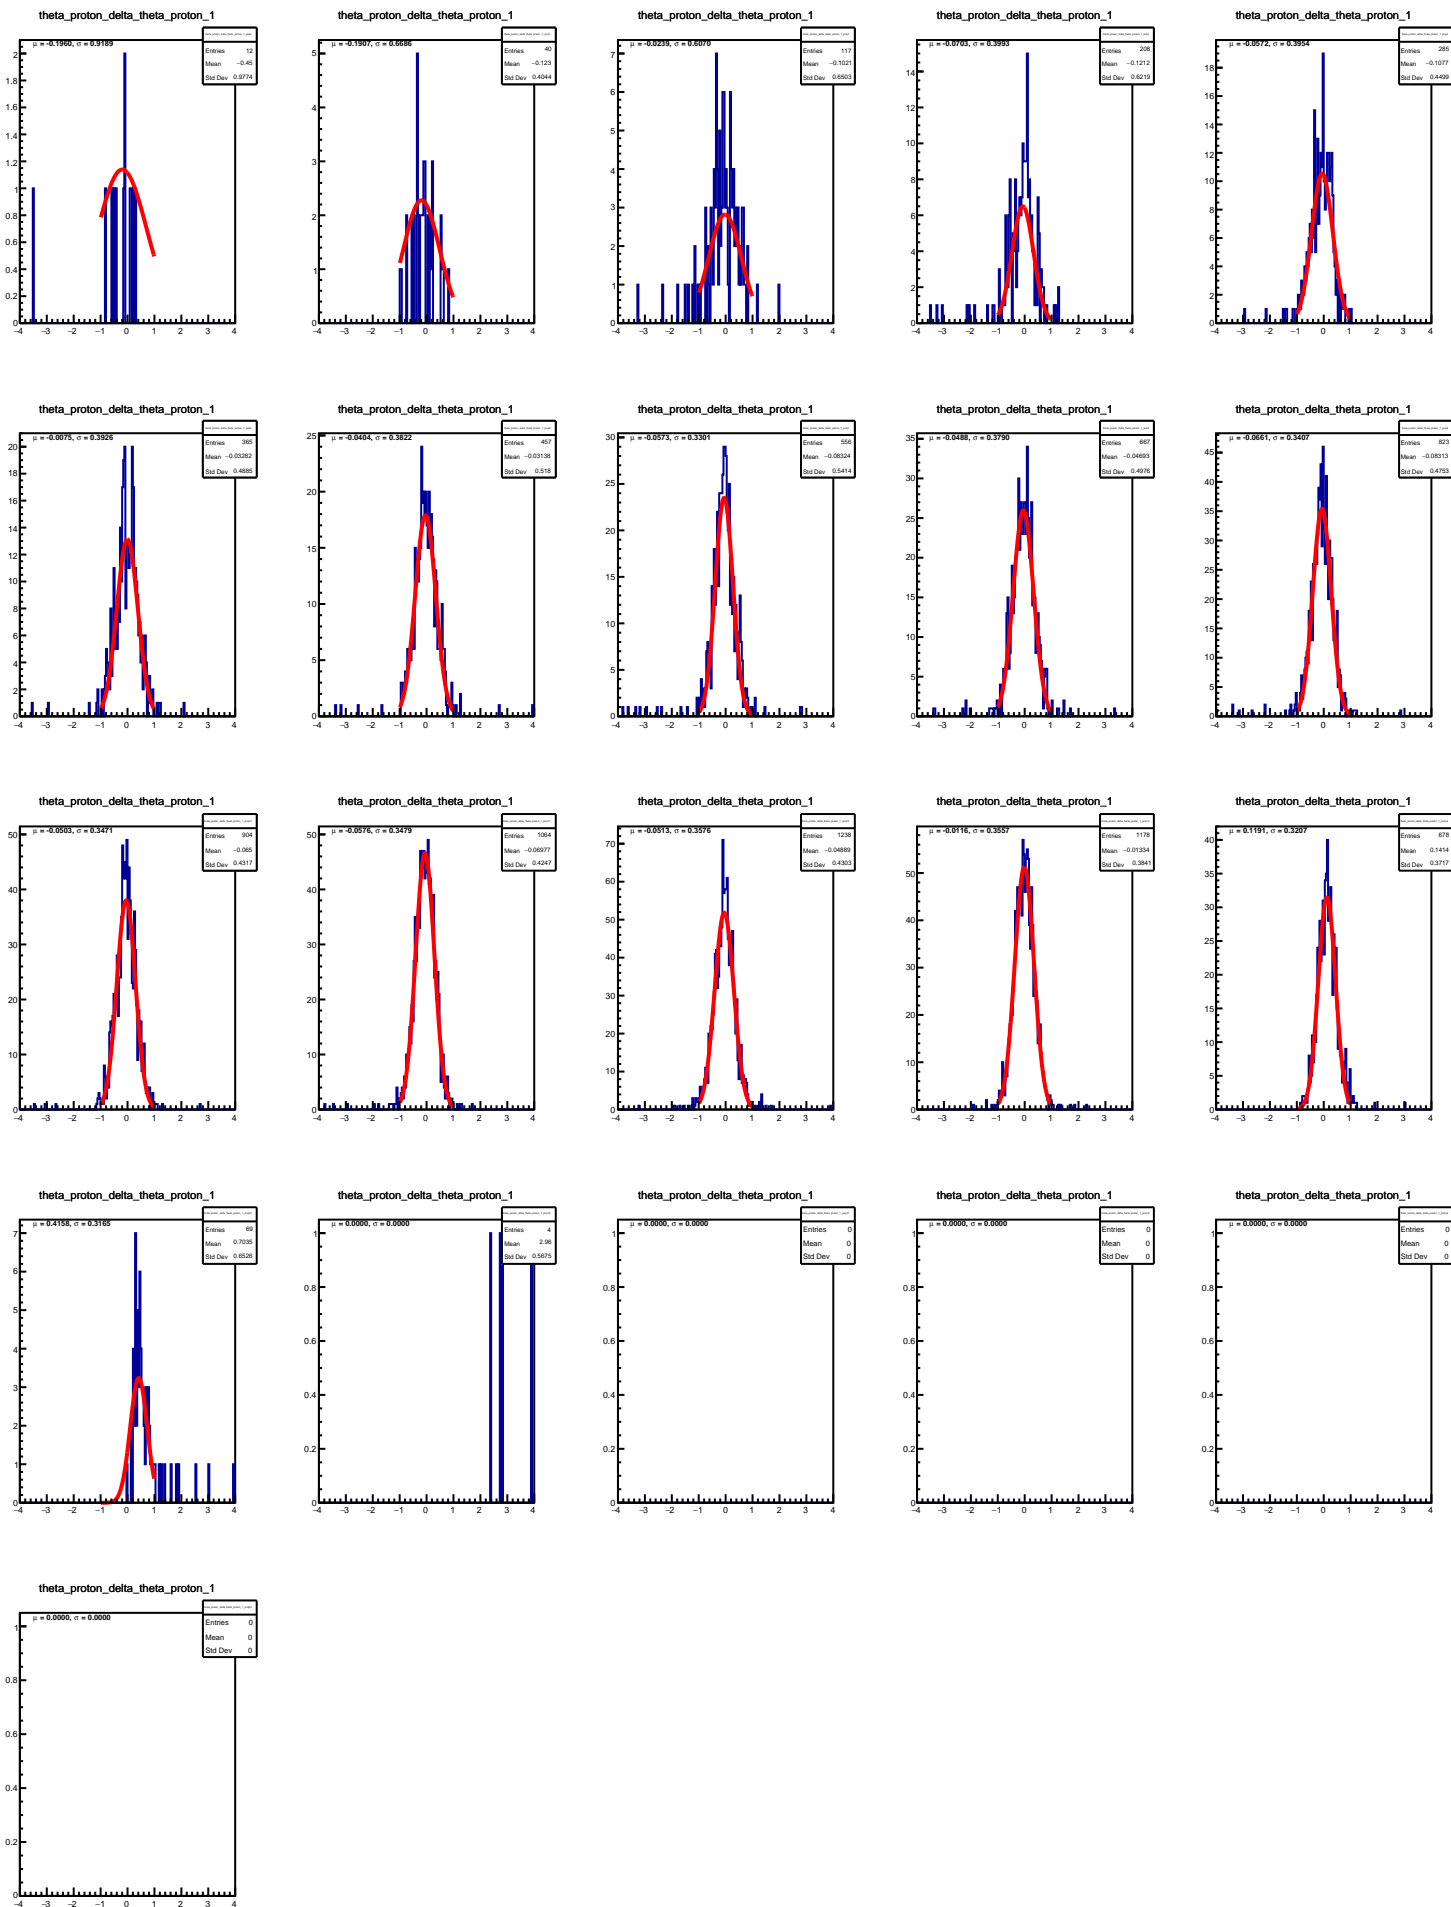 theta_proton_delta_theta_proton_1
μ = -0.1960, σ = 0.9189
Entries 12
Mean −0.45
Std Dev 0.9774
theta_proton_delta_theta_proton_1
μ = -0.1907, σ = 0.6686
Entries 40
Mean −0.123
Std Dev 0.4044
theta_proton_delta_theta_proton_1
μ = -0.0239, σ = 0.6070
Entries 117
Mean −0.1021
Std Dev 0.6503
theta_proton_delta_theta_proton_1
μ = -0.0703, σ = 0.3993
Entries 208
Mean −0.1212
Std Dev 0.6219
theta_proton_delta_theta_proton_1
μ = -0.0572, σ = 0.3954
Entries 285
Mean −0.1077
Std Dev 0.4499
theta_proton_delta_theta_proton_1
μ = -0.0075, σ = 0.3926
Entries 365
Mean −0.03282
Std Dev 0.4885
theta_proton_delta_theta_proton_1
μ = -0.0404, σ = 0.3822
Entries 457
Mean −0.03138
Std Dev 0.518
theta_proton_delta_theta_proton_1
μ = -0.0573, σ = 0.3301
Entries 556
Mean −0.08324
Std Dev 0.5414
theta_proton_delta_theta_proton_1
μ = -0.0488, σ = 0.3790
Entries 667
Mean −0.04693
Std Dev 0.4976
theta_proton_delta_theta_proton_1
μ = -0.0661, σ = 0.3407
Entries 823
Mean −0.08313
Std Dev 0.4753
theta_proton_delta_theta_proton_1
μ = -0.0503, σ = 0.3471
Entries 904
Mean −0.065
Std Dev 0.4317
theta_proton_delta_theta_proton_1
μ = -0.0576, σ = 0.3479
Entries 1064
Mean −0.06977
Std Dev 0.4247
theta_proton_delta_theta_proton_1
μ = -0.0513, σ = 0.3576
Entries 1238
Mean −0.04889
Std Dev 0.4303
theta_proton_delta_theta_proton_1
μ = -0.0116, σ = 0.3557
Entries 1178
Mean −0.01334
Std Dev 0.3841
theta_proton_delta_theta_proton_1
μ = 0.1191, σ = 0.3207
Entries 678
Mean 0.1414
Std Dev 0.3717
theta_proton_delta_theta_proton_1
μ = 0.4158, σ = 0.3165
Entries 69
Mean 0.7035
Std Dev 0.6526
theta_proton_delta_theta_proton_1
μ = 0.0000, σ = 0.0000
Entries 4
Mean 2.96
Std Dev 0.5675
theta_proton_delta_theta_proton_1
μ = 0.0000, σ = 0.0000
Entries 0
Mean 0
Std Dev 0
theta_proton_delta_theta_proton_1
μ = 0.0000, σ = 0.0000
Entries 0
Mean 0
Std Dev 0
theta_proton_delta_theta_proton_1
μ = 0.0000, σ = 0.0000
Entries 0
Mean 0
Std Dev 0
theta_proton_delta_theta_proton_1
μ = 0.0000, σ = 0.0000
Entries 0
Mean 0
Std Dev 0